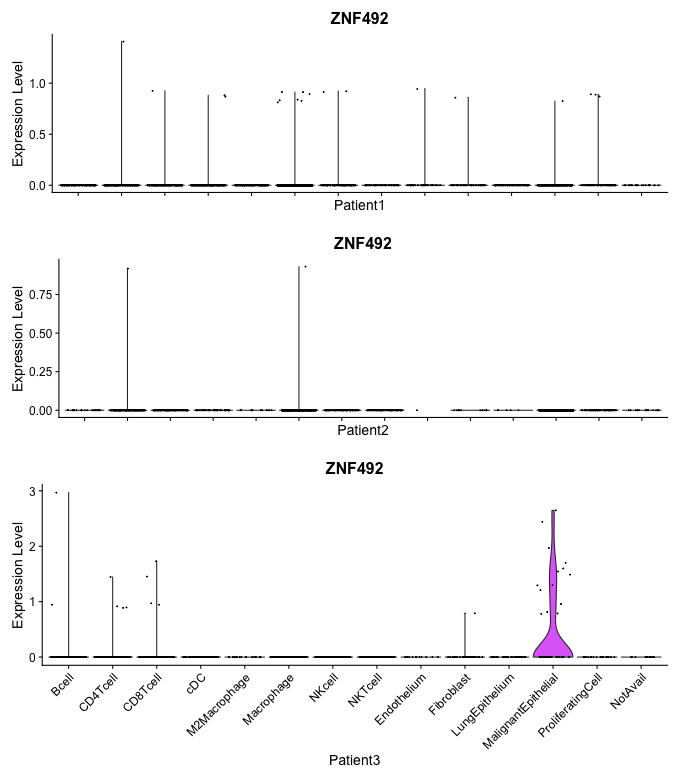 ZNF492
Expression Level
1.0
0.5
0.0
Patient1
ZNF492
Expression Level
0.75
0.50
0.25
0.00
Patient2
ZNF492
Expression Level
3
2
1
0
Bcell
CD4Tcell
CD8Tcell
cDC
M2Macrophage
Macrophage
NKcell
NKTcell
Endothelium
Fibroblast
LungEpithelium
MalignantEpithelial
ProliferatingCell
NotAvail
Patient3